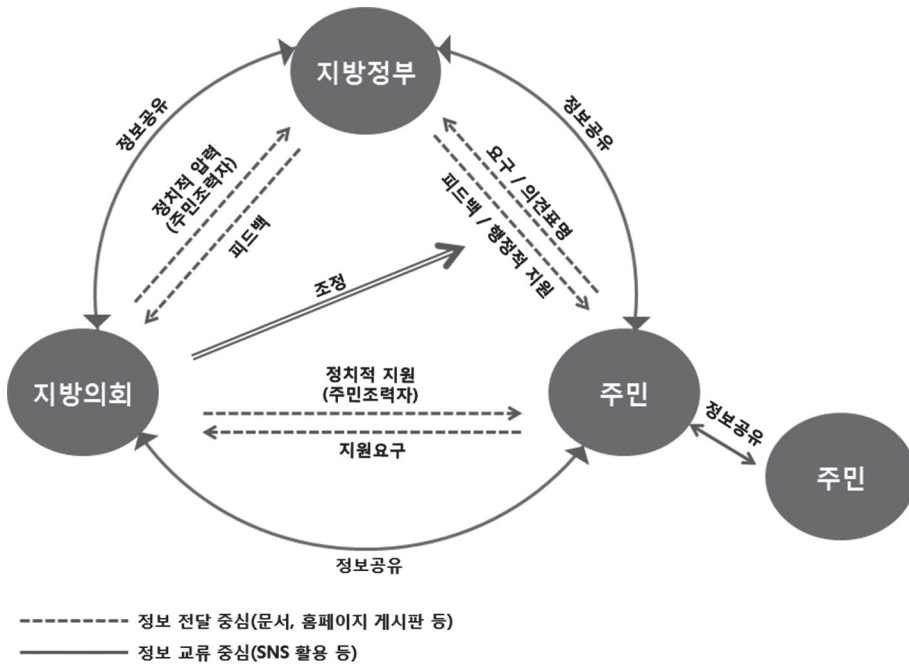 지방정부
정보공유
정보공유
정치적 압력
(주민조력자)
피드백
요구 / 의견표명
피드백 / 행정적 지원
조정
지방의회
정치적 지원
(주민조력자)
지원요구
주민
정보공유
주민
정보공유
정보 전달 중심(문서, 홈페이지 게시판 등)
정보 교류 중심(SNS 활용 등)